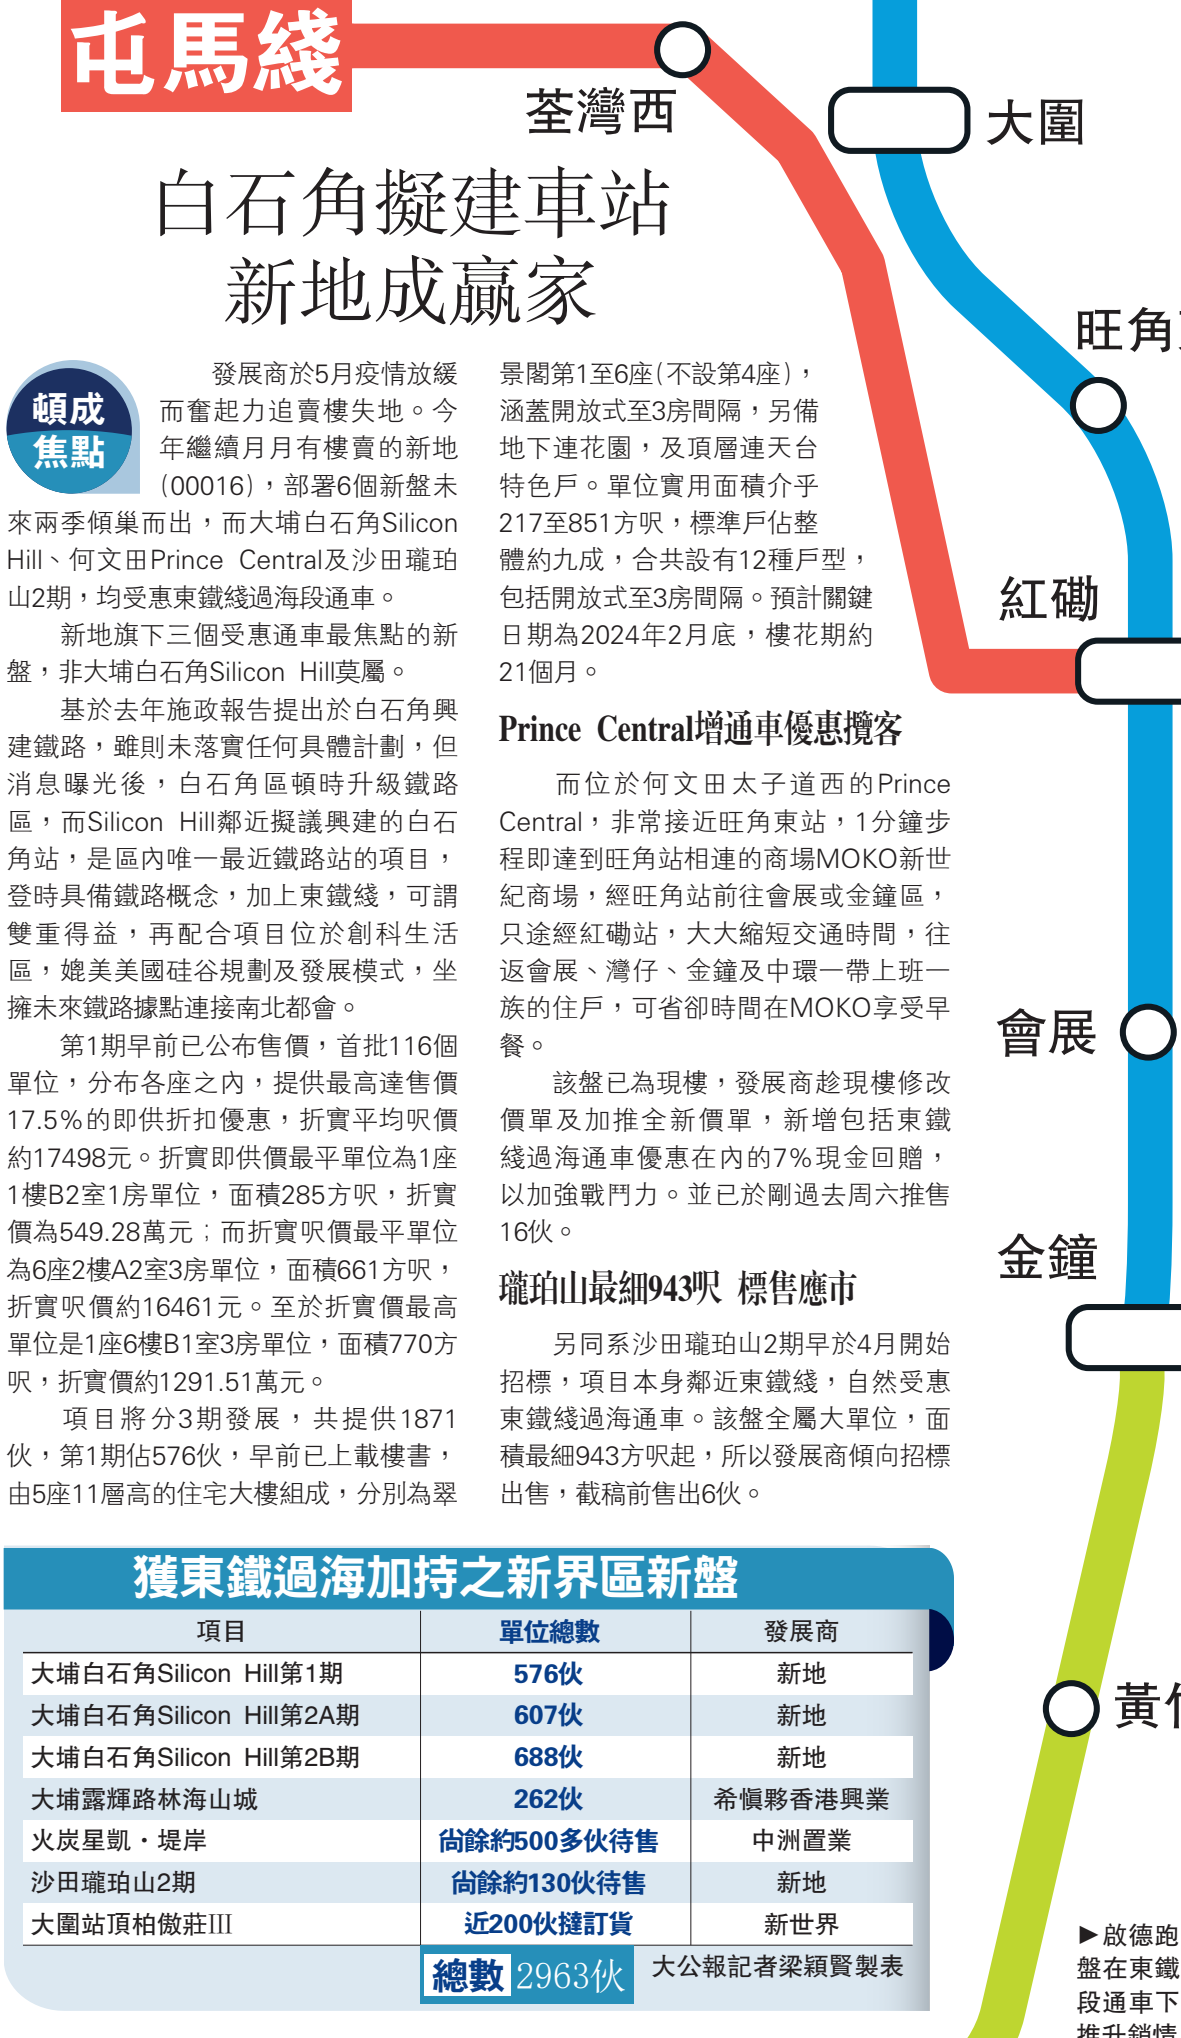 屯馬綫
荃灣西
大圍
旺角
紅磡
會展
金鐘
黃
白石角擬建車站
新地成贏家
頓成
焦點
發展商於5月疫情放緩
而奮起力追賣樓失地。今
年繼續月月有樓賣的新地
(00016)，部署6個新盤未
來兩季傾巢而出，而大埔白石角Silicon
Hill、何文田Prince Central及沙田瓏珀
山2期，均受惠東鐵綫過海段通車。
新地旗下三個受惠通車最焦點的新
盤，非大埔白石角Silicon Hill莫屬。
基於去年施政報告提出於白石角興
建鐵路，雖則未落實任何具體計劃，但
消息曝光後，白石角區頓時升級鐵路
區，而Silicon Hill鄰近擬議興建的白石
角站，是區內唯一最近鐵路站的項目，
登時具備鐵路概念，加上東鐵綫，可謂
雙重得益，再配合項目位於創科生活
區，媲美美國硅谷規劃及發展模式，坐
擁未來鐵路據點連接南北都會。
第1期早前已公布售價，首批116個
單位，分布各座之內，提供最高達售價
17.5%的即供折扣優惠，折實平均呎價
約17498元。折實即供價最平單位為1座
1樓B2室1房單位，面積285方呎，折實
價為549.28萬元；而折實呎價最平單位
為6座2樓A2室3房單位，面積661方呎，
折實呎價約16461元。至於折實價最高
單位是1座6樓B1室3房單位，面積770方
呎，折實價約1291.51萬元。
項目將分3期發展，共提供1871
伙，第1期佔576伙，早前已上載樓書，
由5座11層高的住宅大樓組成，分別為翠
景閣第1至6座(不設第4座)，
涵蓋開放式至3房間隔，另備
地下連花園，及頂層連天台
特色戶。單位實用面積介乎
217至851方呎，標準戶佔整
體約九成，合共設有12種戶型，
包括開放式至3房間隔。預計關鍵
日期為2024年2月底，樓花期約
21個月。
Prince Central增通車優惠攬客
而位於何文田太子道西的Prince
Central，非常接近旺角東站，1分鐘步
程即達到旺角站相連的商場MOKO新世
紀商場，經旺角站前往會展或金鐘區，
只途經紅磡站，大大縮短交通時間，往
返會展、灣仔、金鐘及中環一帶上班一
族的住戶，可省卻時間在MOKO享受早
餐。
該盤已為現樓，發展商趁現樓修改
價單及加推全新價單，新增包括東鐵
綫過海通車優惠在內的7%現金回贈，
以加強戰鬥力。並已於剛過去周六推售
16伙。
瓏珀山最細943呎 標售應市
另同系沙田瓏珀山2期早於4月開始
招標，項目本身鄰近東鐵綫，自然受惠
東鐵綫過海通車。該盤全屬大單位，面
積最細943方呎起，所以發展商傾向招標
出售，截稿前售出6伙。
獲東鐵過海加持之新界區新盤
項目 單位總數 發展商
大埔白石角Silicon Hill第1期 576伙 新地
大埔白石角Silicon Hill第2A期 607伙 新地
大埔白石角Silicon Hill第2B期 688伙 新地
大埔露輝路林海山城 262伙 希慎夥香港興業
火炭星凱・堤岸 尚餘約500多伙待售 中洲置業
沙田瓏珀山2期 尚餘約130伙待售 新地
大圍站頂柏傲莊III 近200伙撻訂貨 新世界
總數 2963伙 大公報記者梁穎賢製表
▶啟德跑
盤在東鐵
段通車下
推升銷情